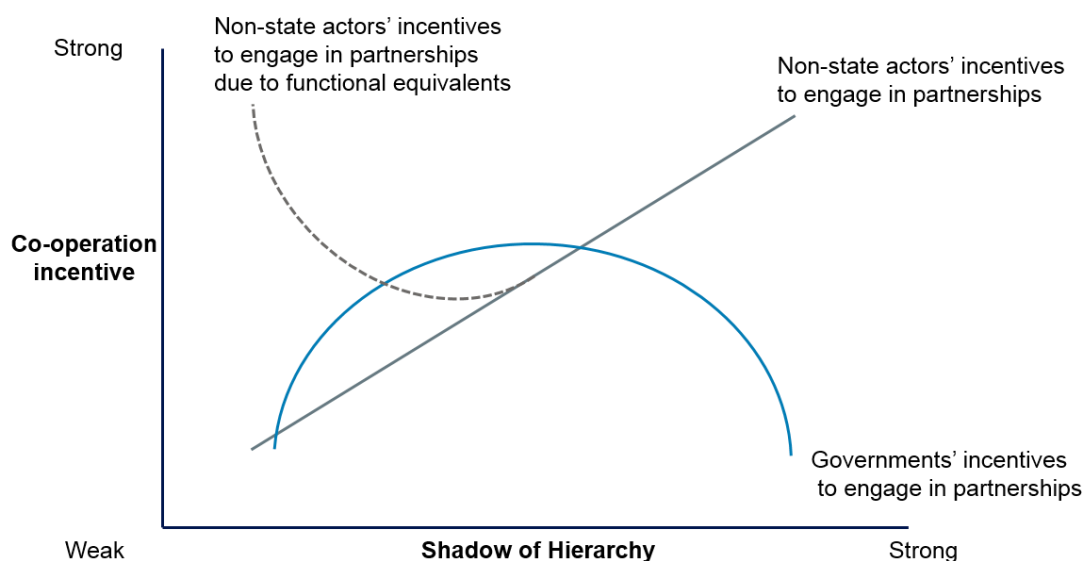 Non-state actors’ incentives
to engage in partnerships
due to functional equivalents
Strong
Non-state actors’ incentives
to engage in partnerships
Co-operation
incentive
Governments’ incentives
to engage in partnerships
Weak
Shadow of Hierarchy
Strong